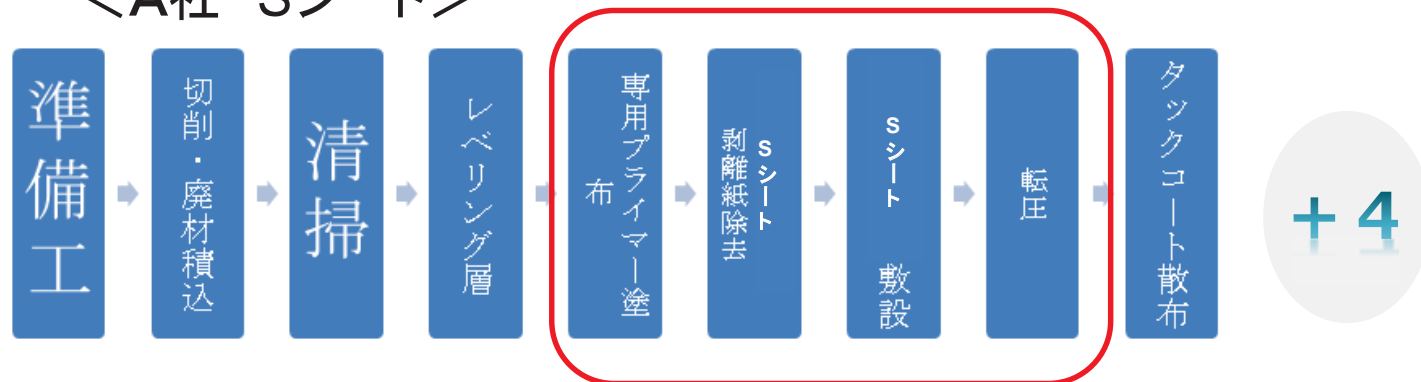 ＜A社 Sシート＞
準備工
切削・廃材積込
清掃
レベリング層
専用プライマー塗
布
Sシート
剥離紙除去
Sシート 敷設
転圧
タックコート散布
＋4